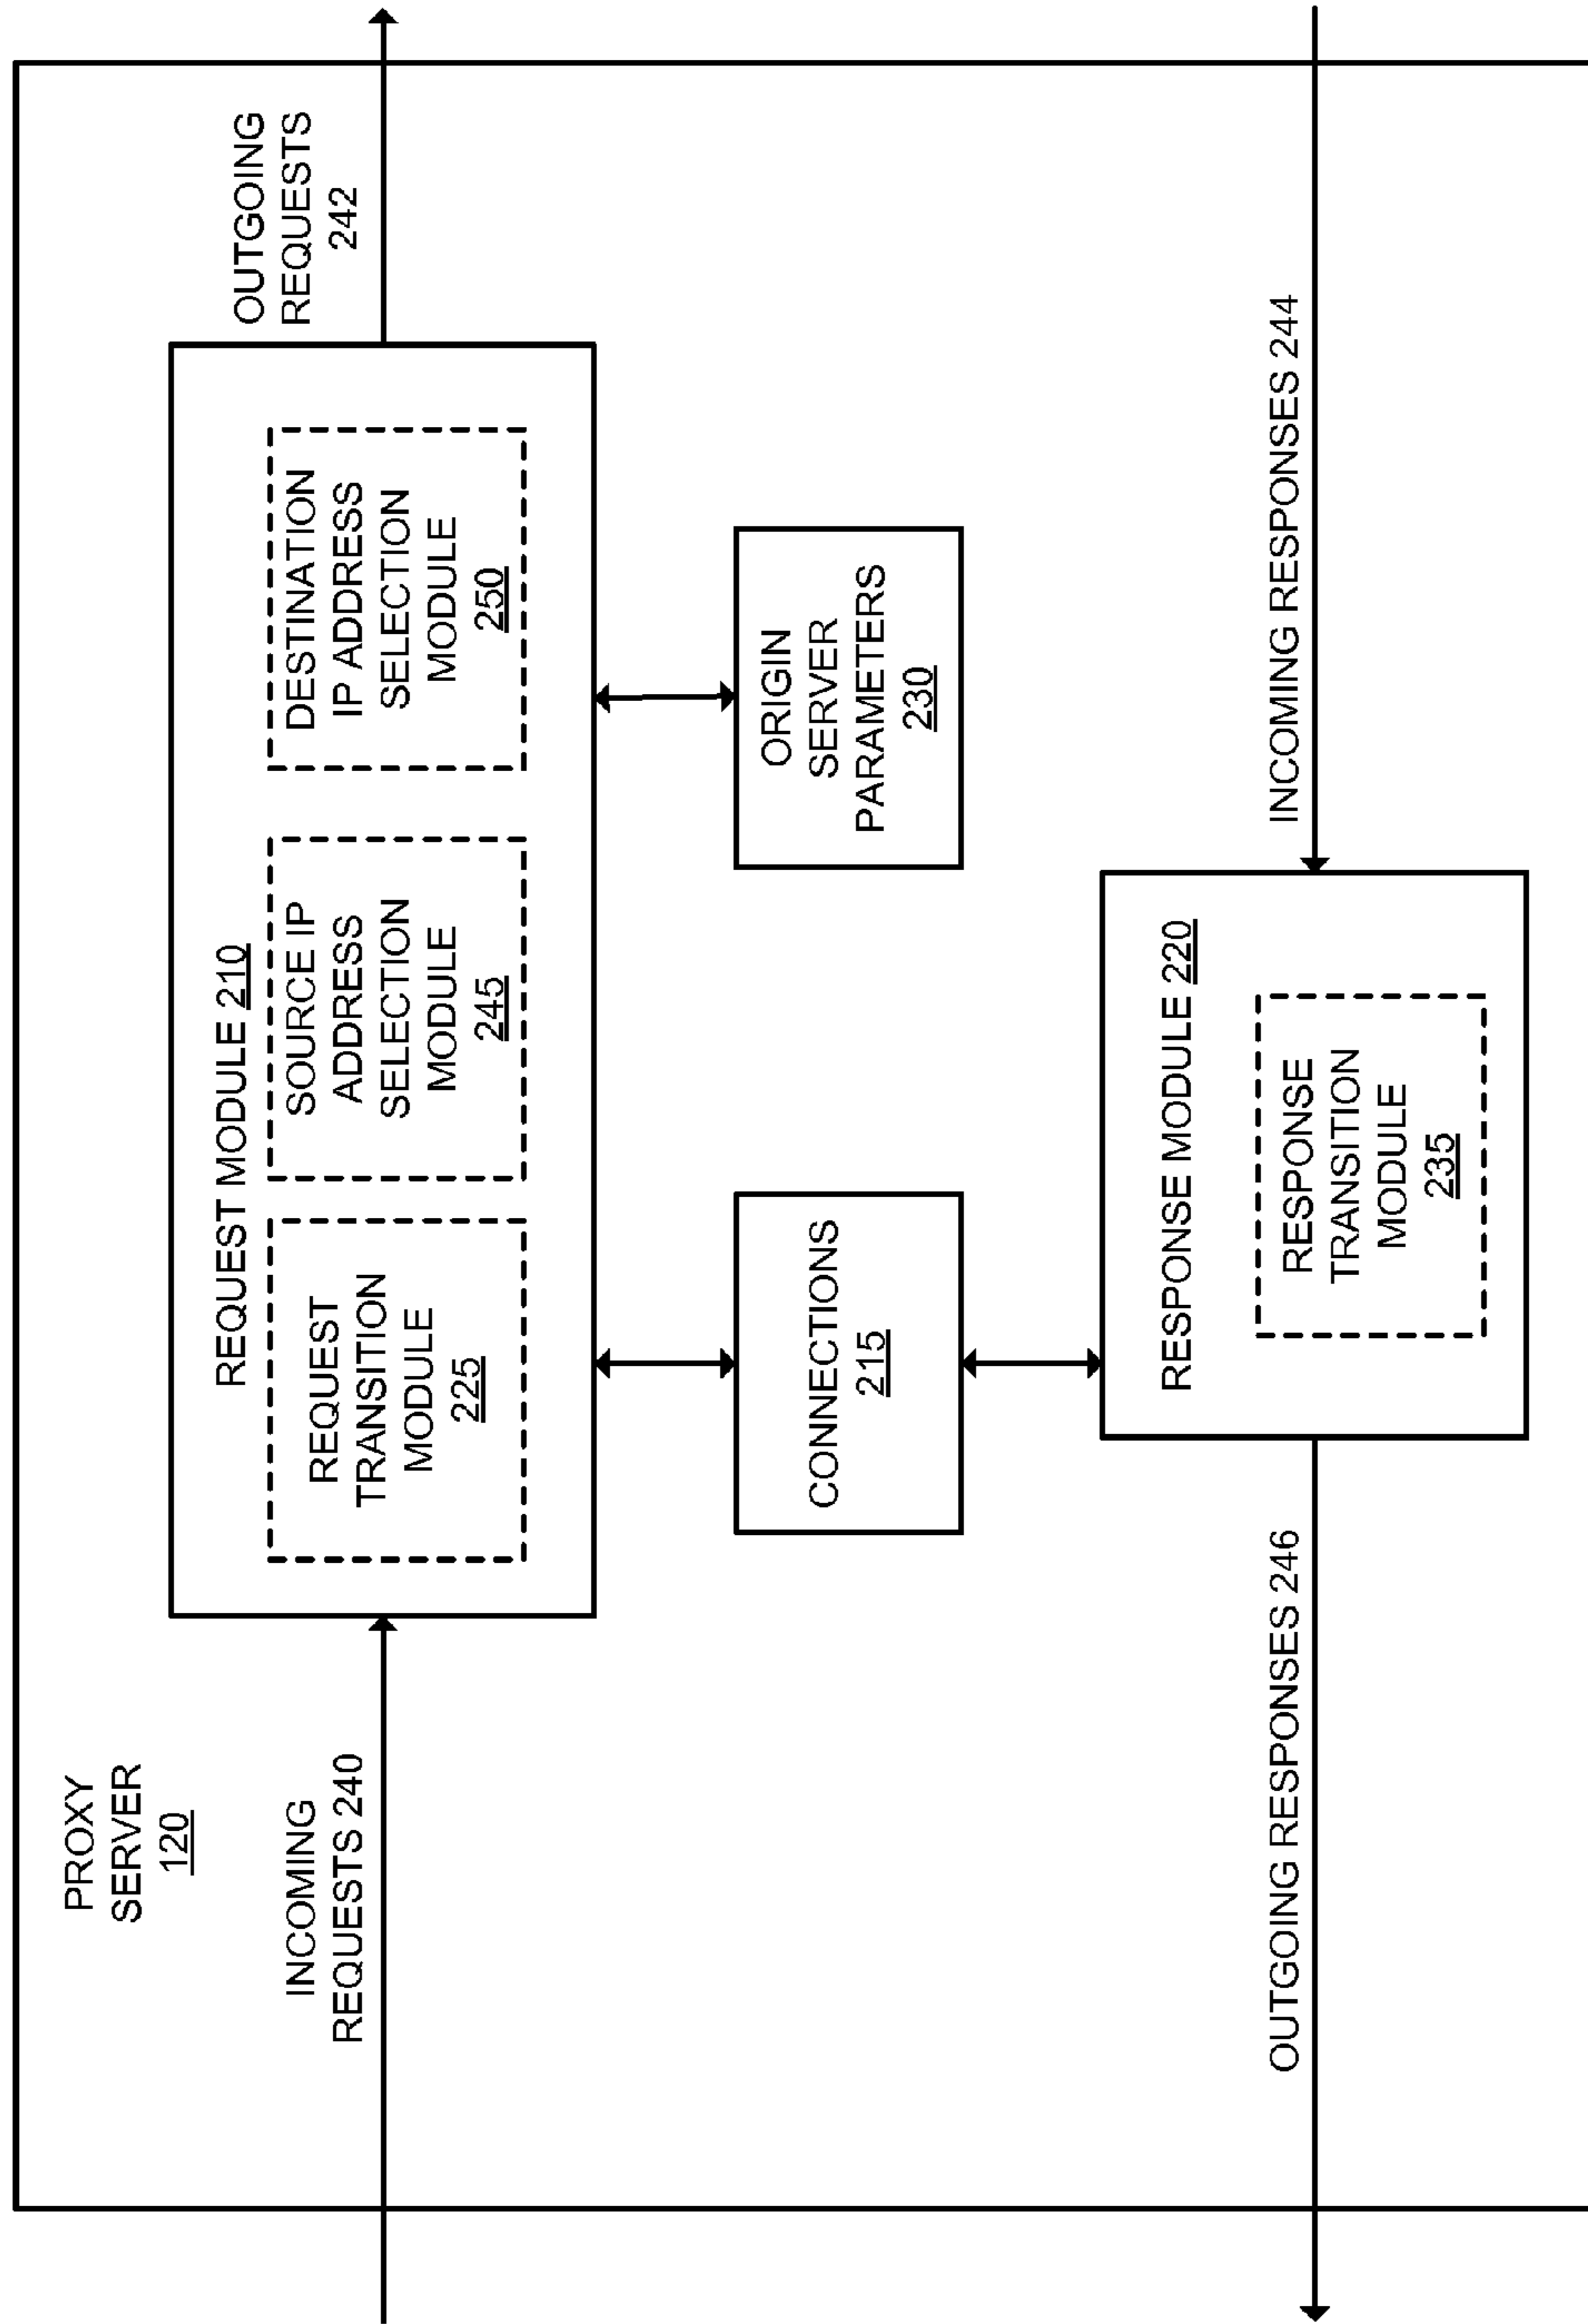 PROXY
SERVER
120
INCOMING
REQUESTS 240
REQUEST MODULE 210
REQUEST
TRANSITION
MODULE
225
SOURCE IP
ADDRESS
SELECTION
MODULE
245
DESTINATION
IP ADDRESS
SELECTION
MODULE
250
OUTGOING
REQUESTS
242
CONNECTIONS
215
ORIGIN
SERVER
PARAMETERS
230
OUTGOING RESPONSES 246
RESPONSE MODULE 220
RESPONSE
TRANSITION
MODULE
235
INCOMING RESPONSES 244